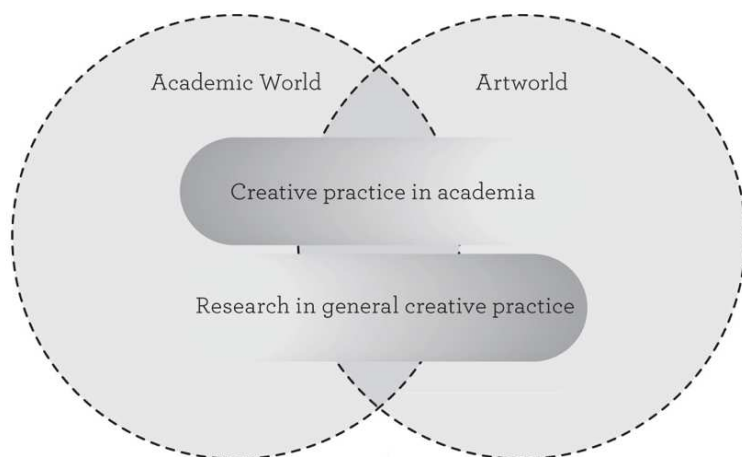 Academic World
Artworld
Creative practice in academia
Research in general creative practice